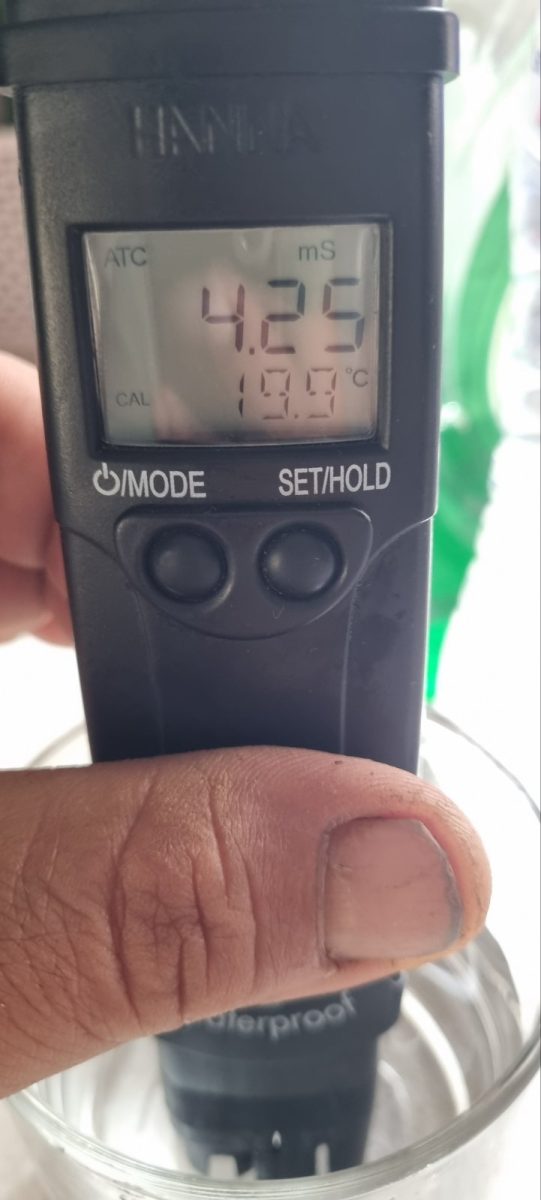 HANNA
ATC mS
4.25
CAL 19.9 °C
/MODE SET/HOLD